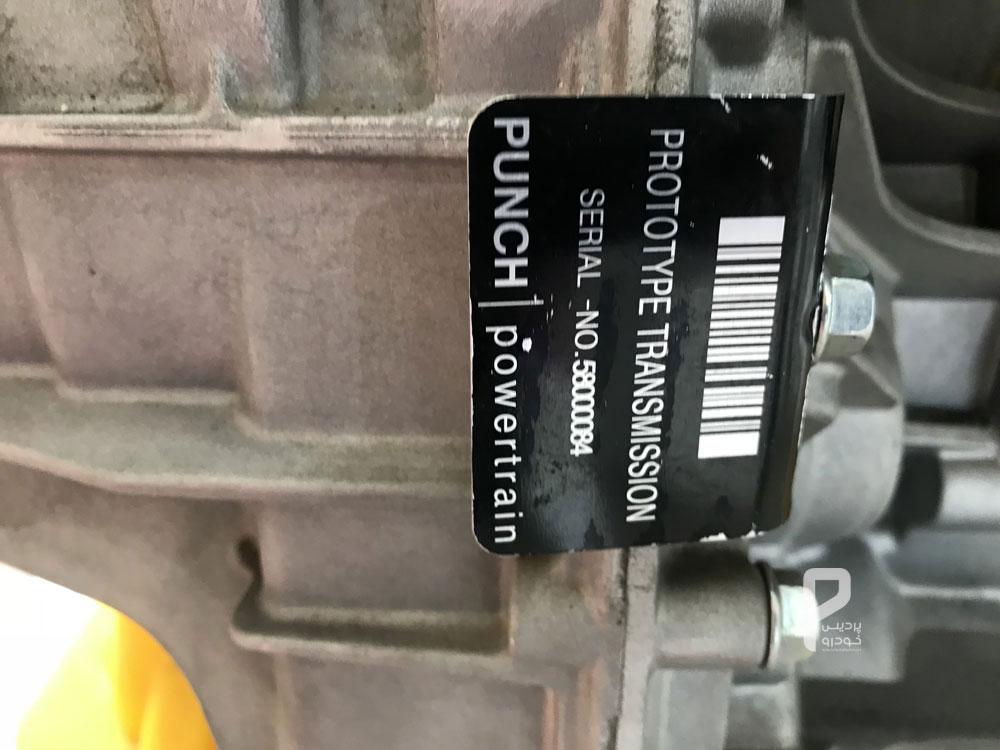 PROTOTYPE TRANSMISSION
SERIAL -NO.58000084
PUNCH | powertrain
پردیس
خودرو